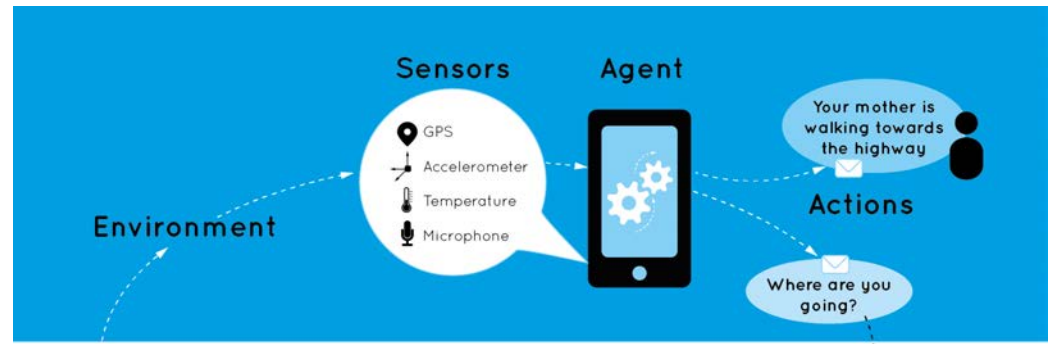 Sensors
Agent
GPS
Accelerometer
Temperature
Microphone
Environment
Your mother is
walking towards
the highway
Actions
Where are you
going?